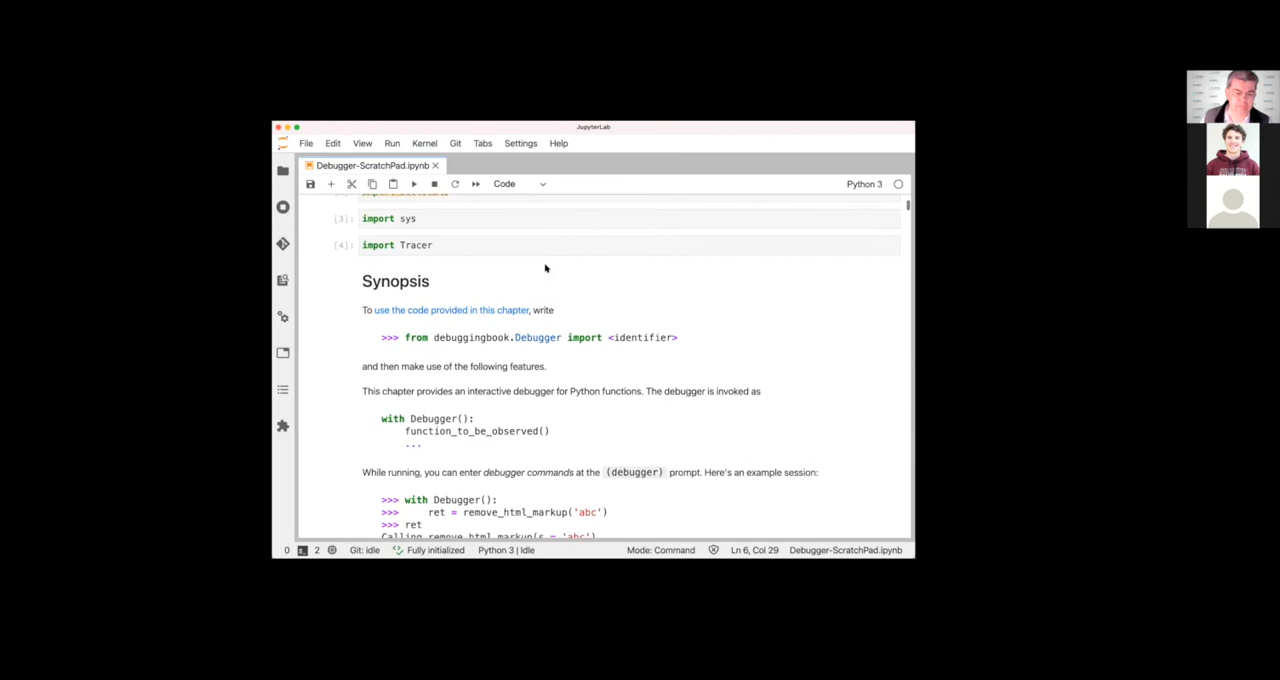 JupyterLab
File Edit View Run Kernel Git Tabs Settings Help
Debugger-ScratchPad.ipynb
Code Python 3
[3]: import sys
[4]: import Tracer
Synopsis
To use the code provided in this chapter, write
>>> from debuggingbook.Debugger import <identifier>
and then make use of the following features.
This chapter provides an interactive debugger for Python functions. The debugger is invoked as
with Debugger():
function_to_be_observed()
...
While running, you can enter debugger commands at the (debugger) prompt. Here's an example session:
>>> with Debugger():
>>> ret = remove_html_markup('abc')
>>> ret
Calling remove_html_markup(s = 'abc')
0 2 Git: idle Fully initialized Python 3 | Idle Mode: Command Ln 6, Col 29 Debugger-ScratchPad.ipynb